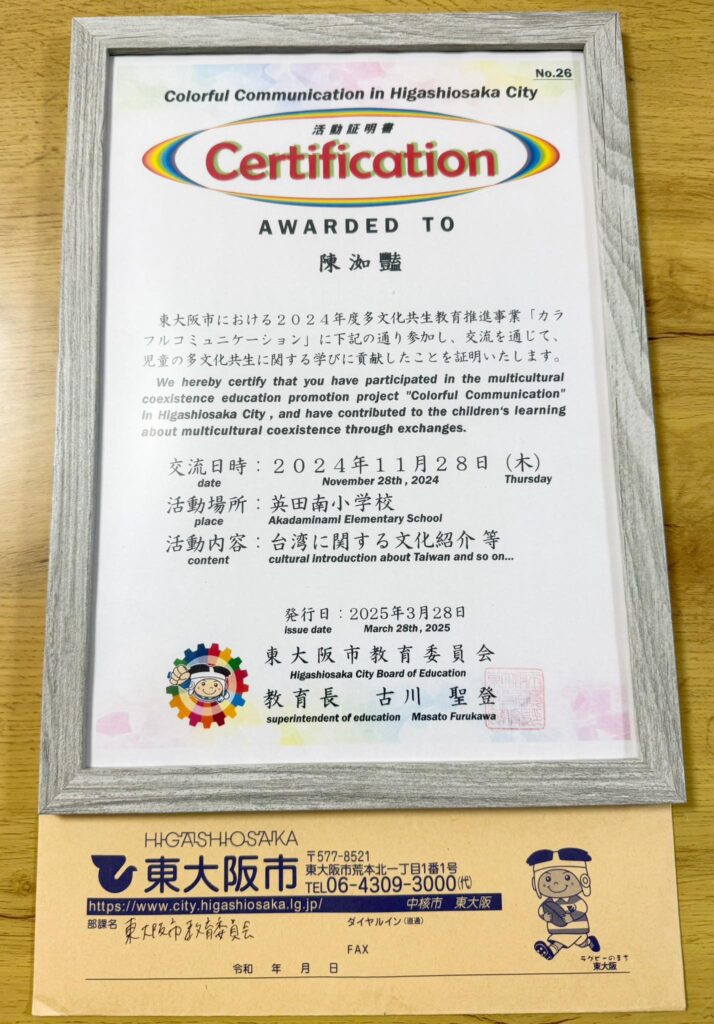 No.26
Colorful Communication in Higashiosaka City
活動証明書
Certification
AWARDED TO
陳洳豔
東大阪市における２０２４年度多文化共生教育推進事業「カラ
フルコミュニケーション」に下記の通り参加し、交流を通じて、
児童の多文化共生に関する学びに貢献したことを証明いたします。
We hereby certify that you have participated in the multicultural
coexistence education promotion project "Colorful Communication"
in Higashiosaka City , and have contributed to the children's learning
about multicultural coexistence through exchanges.
交流日時：２０２４年１１月２８日（木）
date November 28th , 2024 Thursday
活動場所：英田南小学校
place Akadaminami Elementary School
活動内容：台湾に関する文化紹介 等
content cultural introduction about Taiwan and so on...
発行日：2025年3月28日
issue date March 28th , 2025
東大阪市教育委員会
Higashiosaka City Board of Education
教育長 古川 聖登
superintendent of education Masato Furukawa
HIGASHIOSAKA
東大阪市
〒577-8521
東大阪市荒本北一丁目1番1号
TEL06-4309-3000(代)
https://www.city.higashiosaka.lg.jp/ 中核市 東大阪
部課名 東大阪市教育委員会 ダイヤルイン(直通)
FAX
令和 年 月 日
ラグビーのまち
東大阪